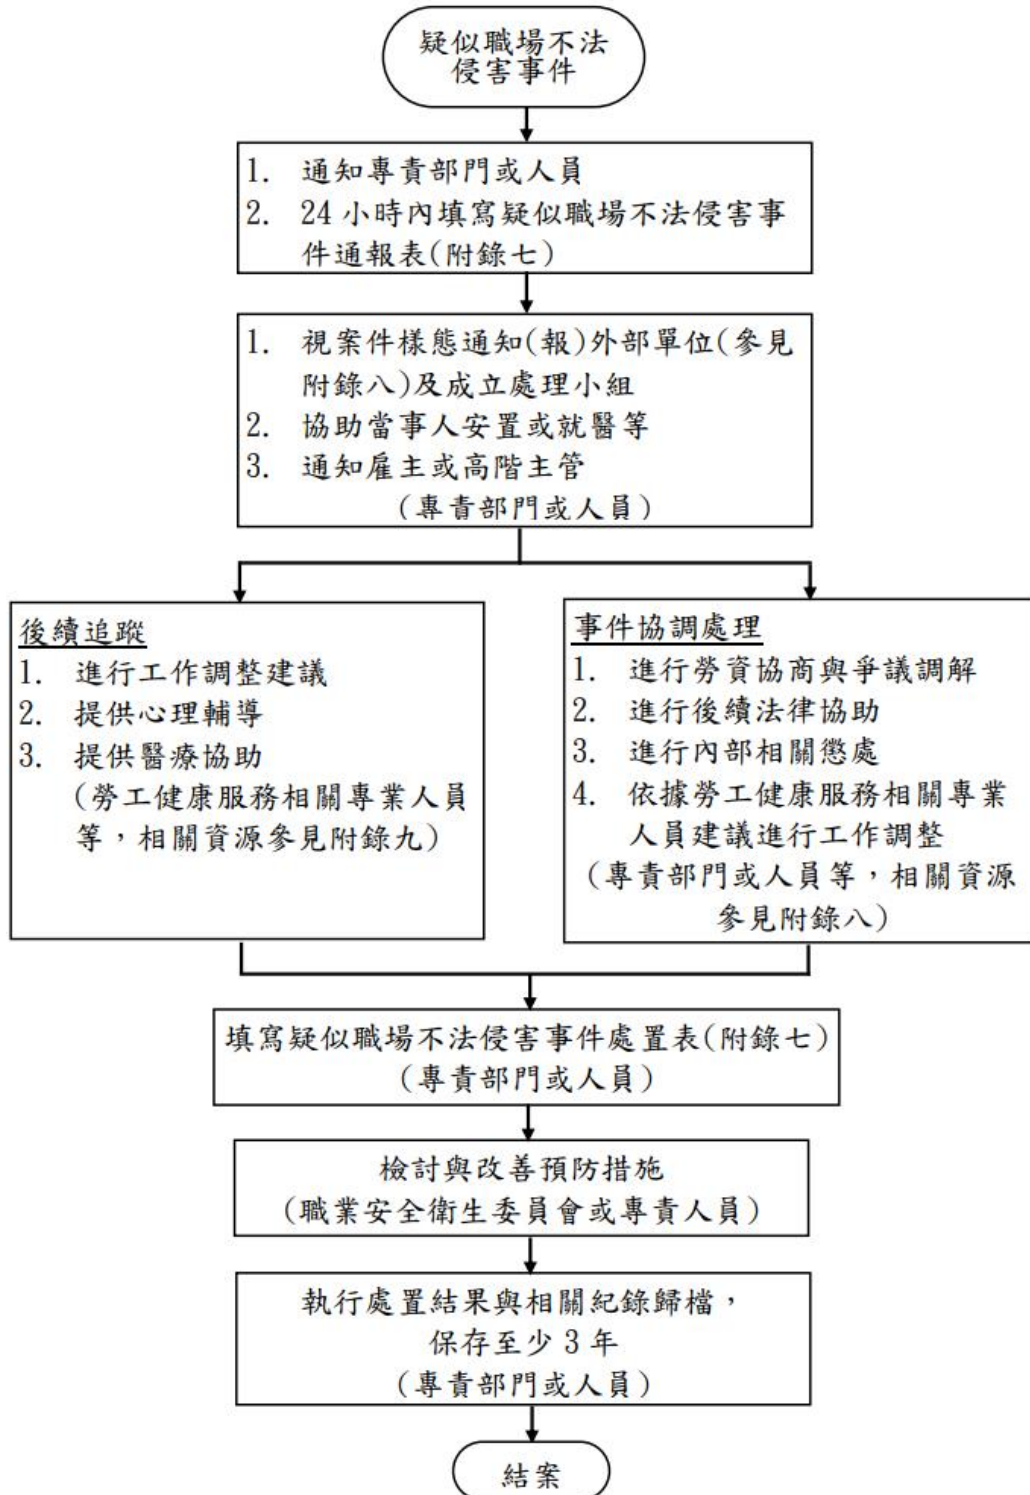 疑似職場不法
侵害事件
1. 通知專責部門或人員
2. 24 小時內填寫疑似職場不法侵害事
件通報表(附錄七)
1. 視案件樣態通知(報)外部單位(參見
附錄八)及成立處理小組
2. 協助當事人安置或就醫等
3. 通知雇主或高階主管
(專責部門或人員)
後續追蹤
1. 進行工作調整建議
2. 提供心理輔導
3. 提供醫療協助
(勞工健康服務相關專業人員
等，相關資源參見附錄九)
事件協調處理
1. 進行勞資協商與爭議調解
2. 進行後續法律協助
3. 進行內部相關懲處
4. 依據勞工健康服務相關專業
人員建議進行工作調整
(專責部門或人員等，相關資源
參見附錄八)
填寫疑似職場不法侵害事件處置表(附錄七)
(專責部門或人員)
檢討與改善預防措施
(職業安全衛生委員會或專責人員)
執行處置結果與相關紀錄歸檔，
保存至少 3 年
(專責部門或人員)
結案